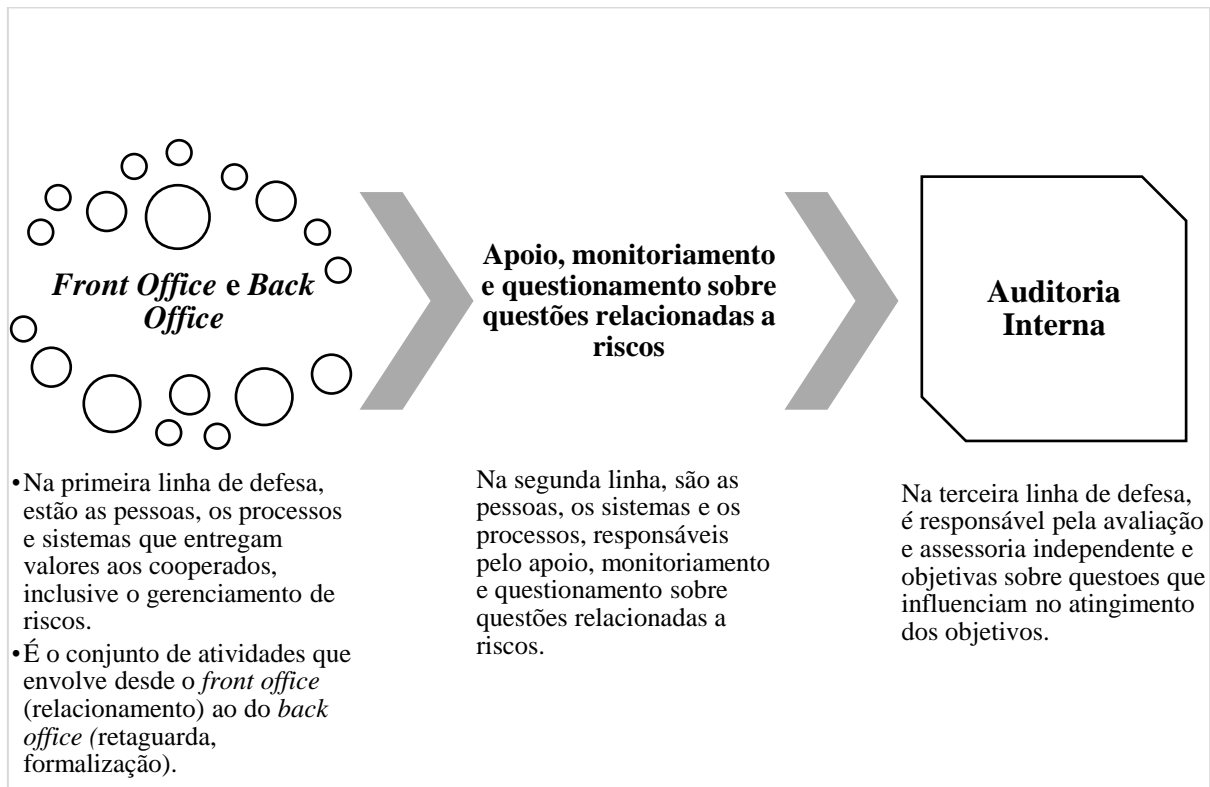 Front Office e Back
Office
•Na primeira linha de defesa,
estão as pessoas, os processos
e sistemas que entregam
valores aos cooperados,
inclusive o gerenciamento de
riscos.
•É o conjunto de atividades que
envolve desde o front office
(relacionamento) ao do back
office (retaguarda,
formalização).
Apoio, monitoriamento
e questionamento sobre
questões relacionadas a
riscos
Na segunda linha, são as
pessoas, os sistemas e os
processos, responsáveis
pelo apoio, monitoriamento
e questionamento sobre
questões relacionadas a
riscos.
Auditoria
Interna
Na terceira linha de defesa,
é responsável pela avaliação
e assessoria independente e
objetivas sobre questoes que
influenciam no atingimento
dos objetivos.